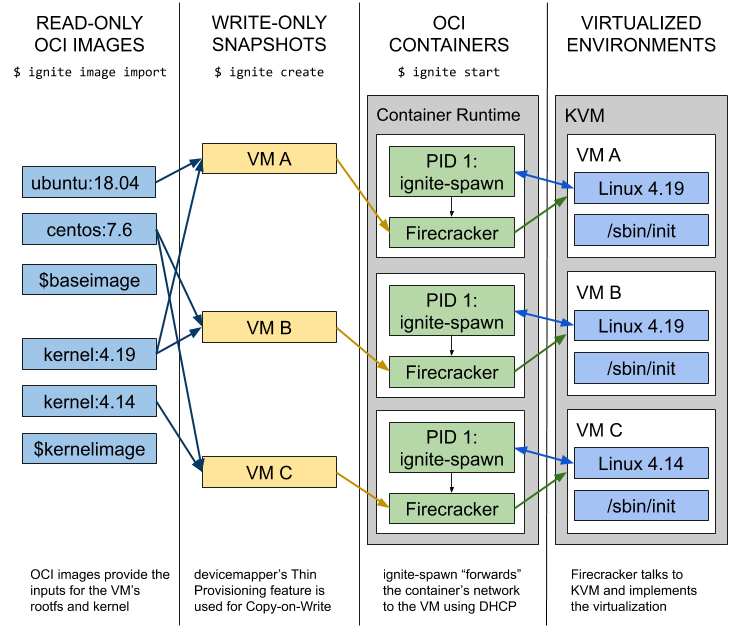 READ-ONLY
OCI IMAGES
$ ignite image import
ubuntu:18.04
centos:7.6
$baseimage
kernel:4.19
kernel:4.14
$kernelimage
OCI images provide the
inputs for the VM's
rootfs and kernel
WRITE-ONLY
SNAPSHOTS
$ ignite create
VM A
VM B
VM C
devicemapper's Thin
Provisioning feature is
used for Copy-on-Write
OCI
CONTAINERS
$ ignite start
Container Runtime
PID 1:
ignite-spawn
Firecracker
PID 1:
ignite-spawn
Firecracker
PID 1:
ignite-spawn
Firecracker
ignite-spawn “forwards”
the container's network
to the VM using DHCP
VIRTUALIZED
ENVIRONMENTS
KVM
VM A
Linux 4.19
/sbin/init
VM B
Linux 4.19
/sbin/init
VM C
Linux 4.14
/sbin/init
Firecracker talks to
KVM and implements
the virtualization